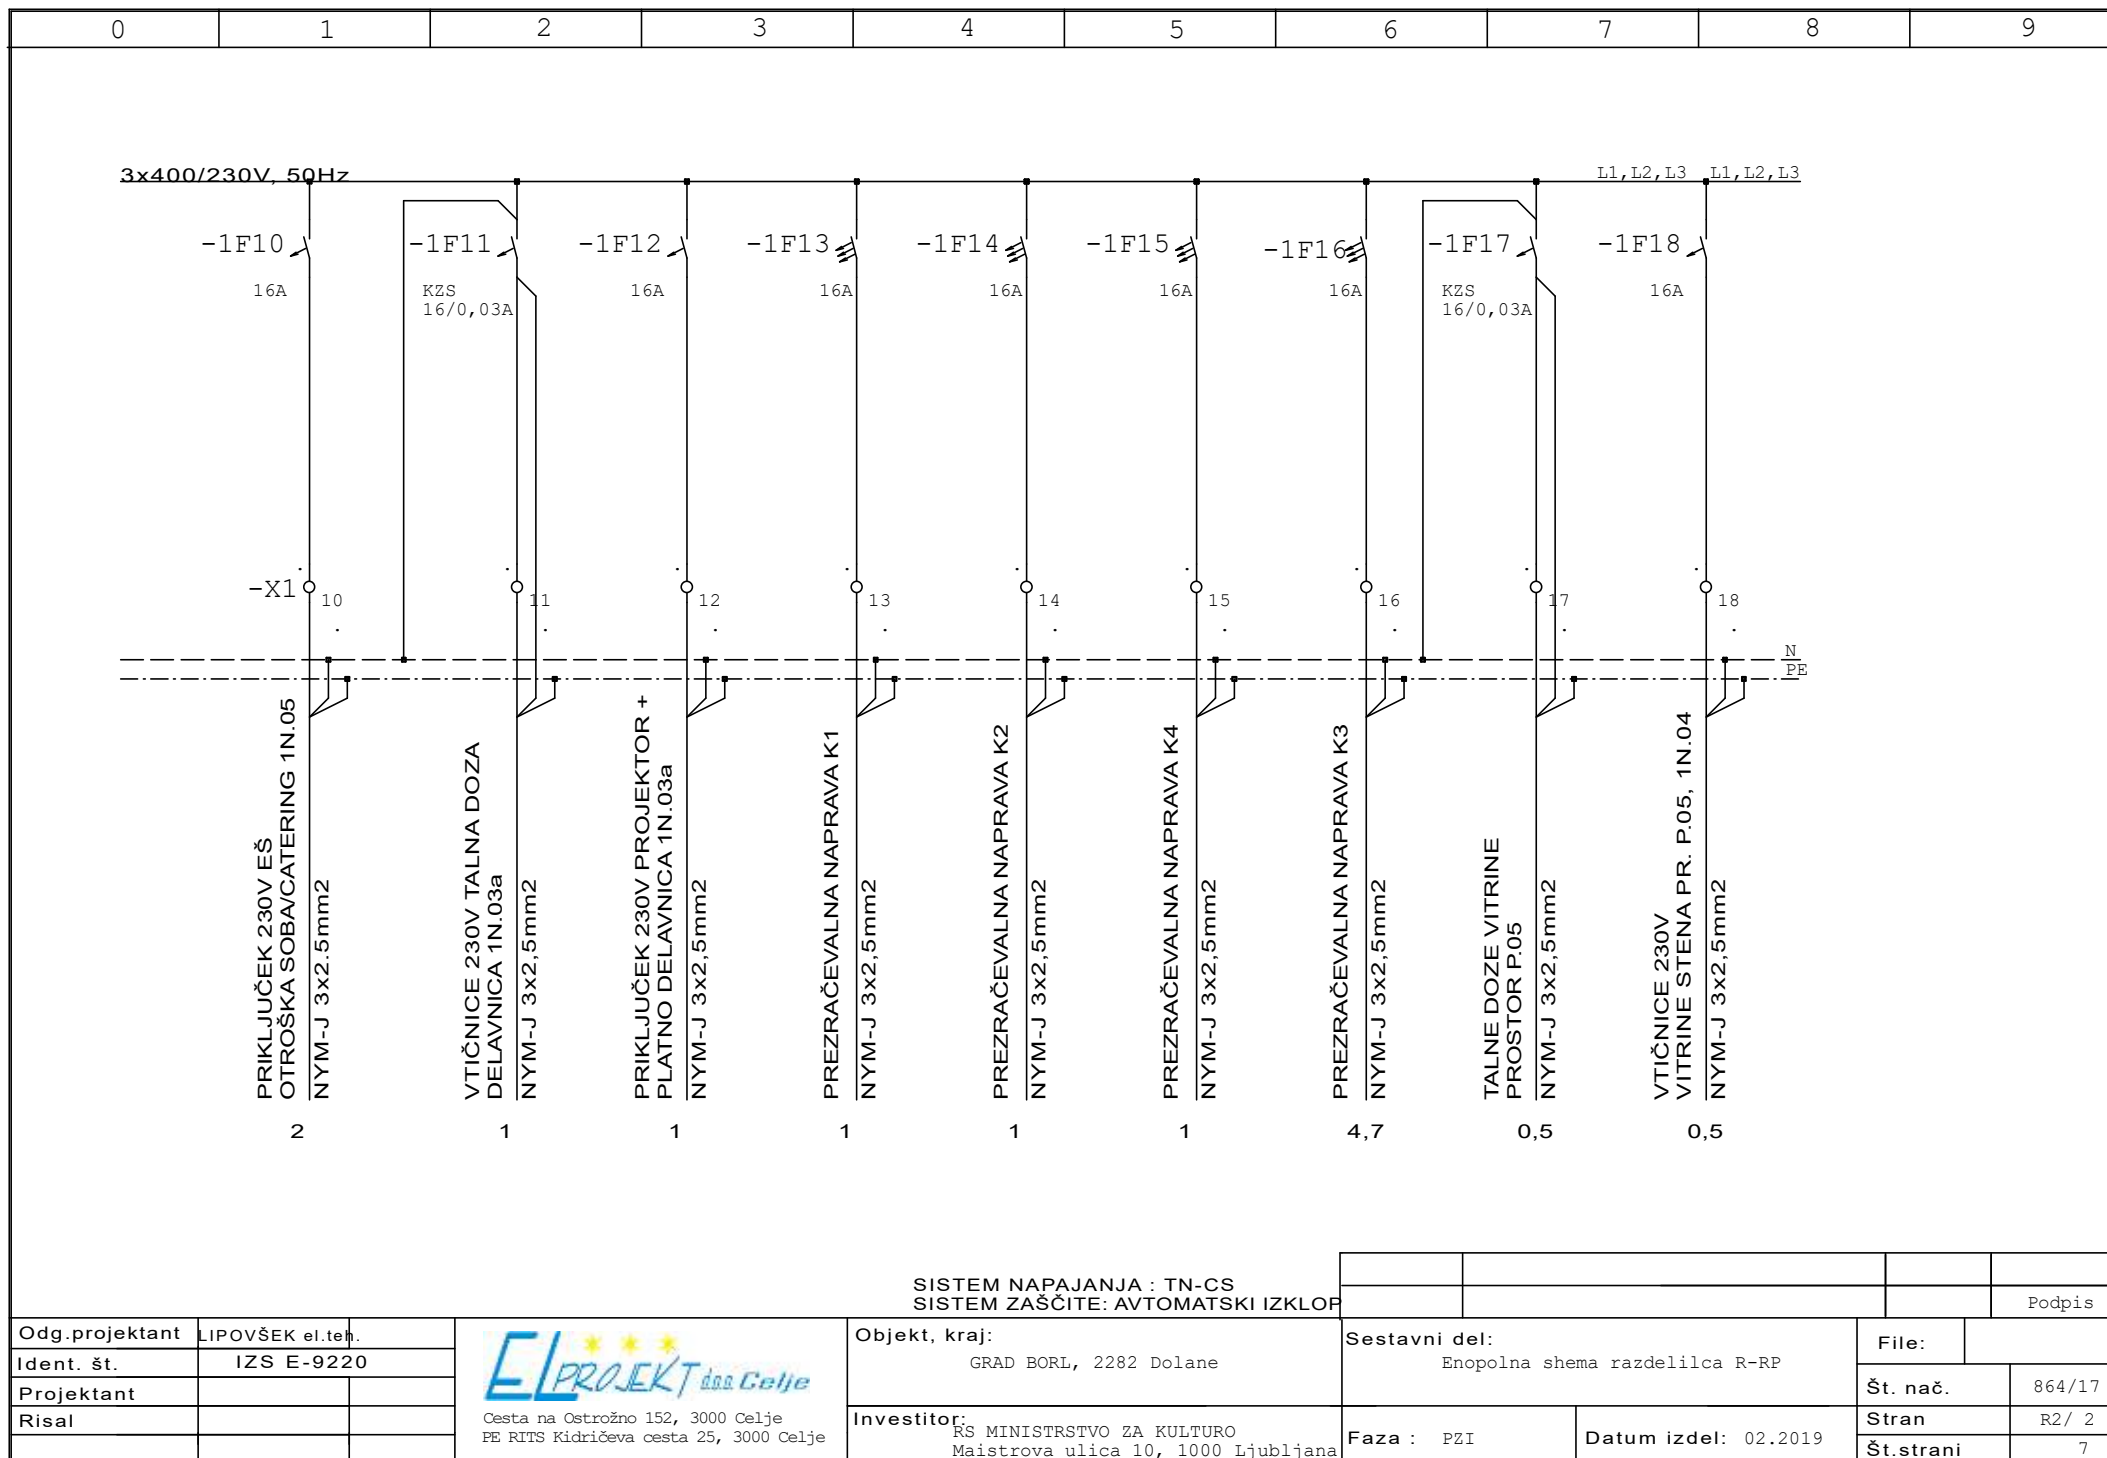 0 1 2 3 4 5 6 7 8 9
3x400/230V, 50Hz
L1,L2,L3 L1,L2,L3
-1F10 -1F11 -1F12 -1F13 -1F14 -1F15 -1F16 -1F17 -1F18
16A KZS 16A 16A 16A 16A 16A KZS 16A
16/0,03A 16/0,03A
-X1 10 11 12 13 14 15 16 17 18
N
PE
PRIKLJUČEK 230V EŠ
OTROŠKA SOBA/CATERING 1N.05
NYM-J 3x2.5mm2
VTIČNICE 230V TALNA DOZA
DELAVNICA 1N.03a
NYM-J 3x2,5mm2
PRIKLJUČEK 230V PROJEKTOR +
PLATNO DELAVNICA 1N.03a
NYM-J 3x2,5mm2
PREZRAČEVALNA NAPRAVA K1
NYM-J 3x2,5mm2
PREZRAČEVALNA NAPRAVA K2
NYM-J 3x2,5mm2
PREZRAČEVALNA NAPRAVA K4
NYM-J 3x2,5mm2
PREZRAČEVALNA NAPRAVA K3
NYM-J 3x2,5mm2
TALNE DOZE VITRINE
PROSTOR P.05
NYM-J 3x2,5mm2
VTIČNICE 230V
VITRINE STENA PR. P.05, 1N.04
NYM-J 3x2,5mm2
2 1 1 1 1 1 4,7 0,5 0,5
SISTEM NAPAJANJA : TN-CS
SISTEM ZAŠČITE: AVTOMATSKI IZKLOP
Podpis
Odg.projektant LIPOVŠEK el.teh.
Ident. št. IZS E-9220
Projektant
Risal
ELPROJEKT d.o.o. Celje
Cesta na Ostrožno 152, 3000 Celje
PE RITS Kidričeva cesta 25, 3000 Celje
Objekt, kraj:
GRAD BORL, 2282 Dolane
Investitor:
RS MINISTRSTVO ZA KULTURO
Maistrova ulica 10, 1000 Ljubljana
Sestavni del:
Enopolna shema razdelilca R-RP
Faza : PZI
Datum izdel: 02.2019
File:
Št. nač. 864/17
Stran R2/ 2
Št.strani 7